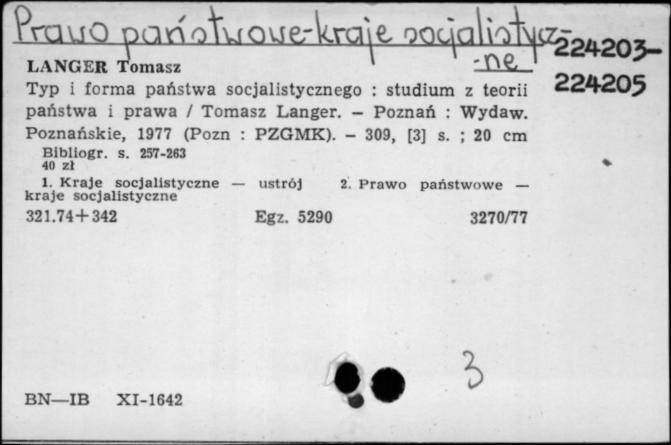 Prawo państwowe-kraje socjalistycz-
-ne
224203-
224205
LANGER Tomasz
Typ i forma państwa socjalistycznego : studium z teorii
państwa i prawa / Tomasz Langer. — Poznań : Wydaw.
Poznańskie, 1977 (Pozn : PZGMK). — 309, [3] s. ; 20 cm
Bibliogr. s. 257-263
40 zł
1. Kraje socjalistyczne — ustrój 2. Prawo państwowe —
kraje socjalistyczne
321.74+342 Egz. 5290 3270/77
3
BN—IB XI-1642